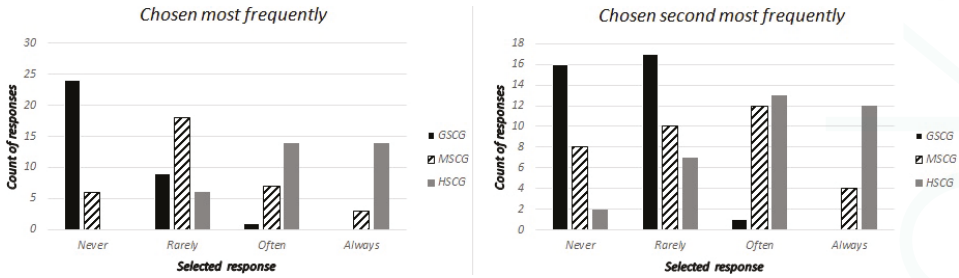 Chosen most frequently
30
25
20
15
10
5
0
Count of responses
Never Rarely Often Always
Selected response
GSCG
MSCG
HSCG
Chosen second most frequently
18
16
14
12
10
8
6
4
2
0
Count of responses
Never Rarely Often Always
Selected response
GSCG
MSCG
HSCG